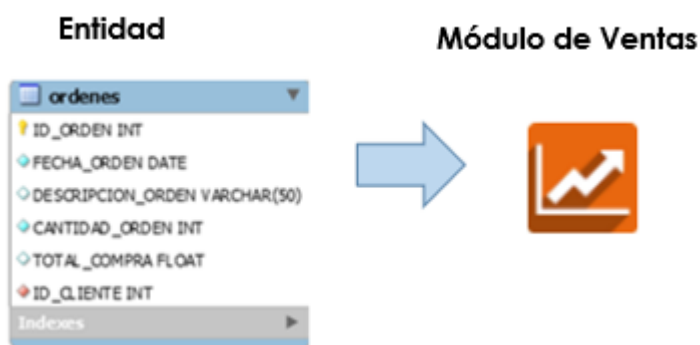 Entidad
Módulo de Ventas
ordenes
ID_ORDEN INT
FECHA_ORDEN DATE
DESCRIPCION_ORDEN VARCHAR(50)
CANTIDAD_ORDEN INT
TOTAL_COMPRA FLOAT
ID_CLIENTE INT
Indexes